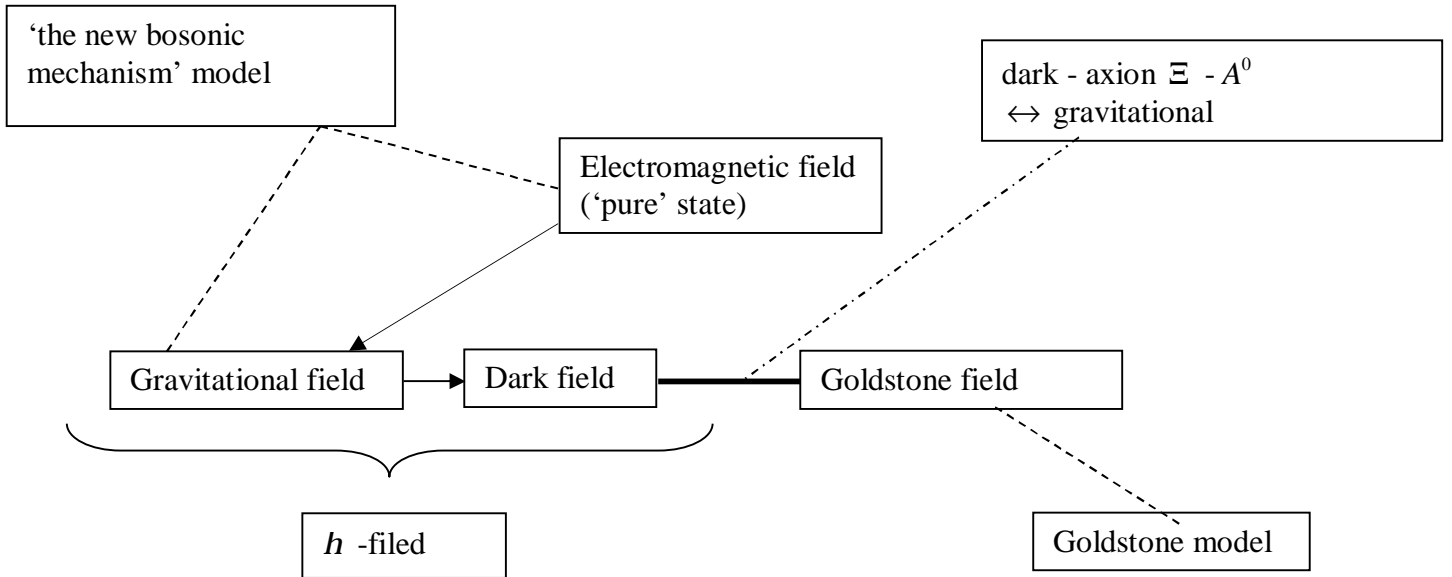 ‘the new bosonic
mechanism’ model
dark - axion Ξ - A⁰
↔ gravitational
Electromagnetic field
(‘pure’ state)
Gravitational field
Dark field
Goldstone field
h -filed
Goldstone model